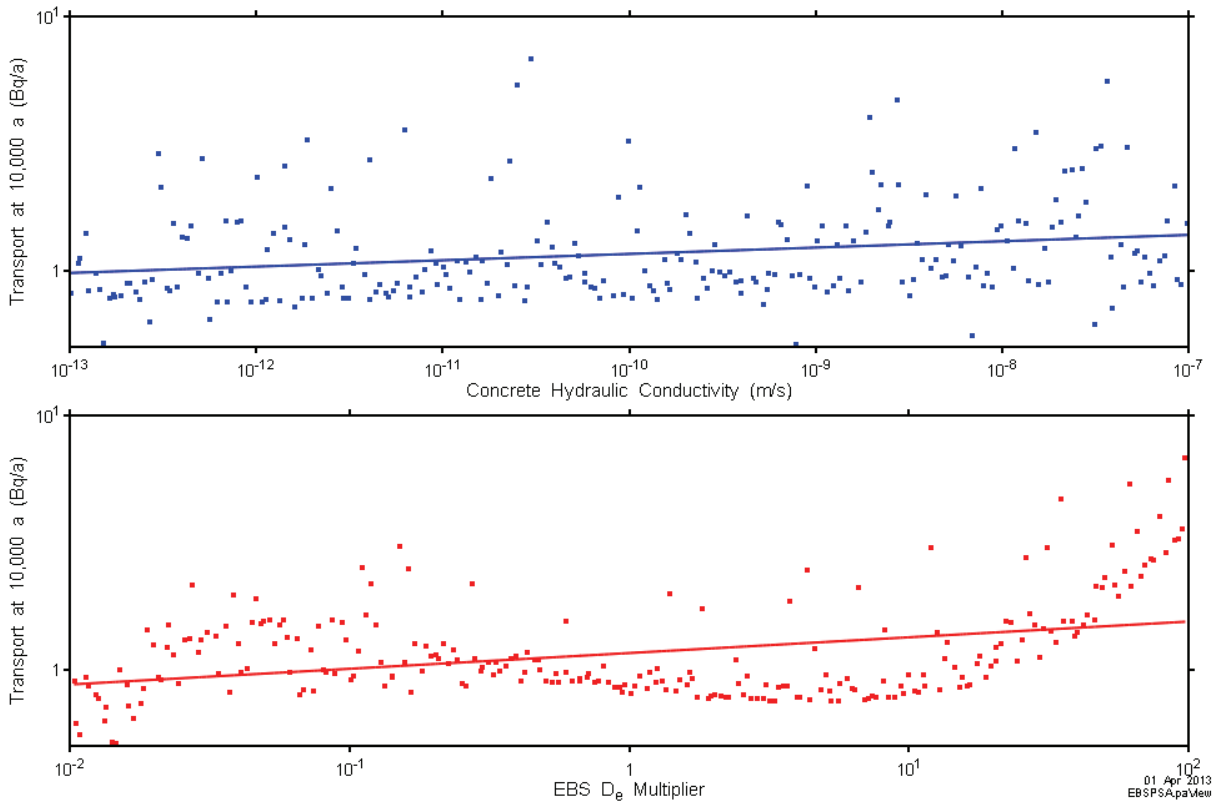 10¹
Transport at 10,000 a (Bq/a)
1
10⁻¹³ 10⁻¹² 10⁻¹¹ 10⁻¹⁰ 10⁻⁹ 10⁻⁸ 10⁻⁷
Concrete Hydraulic Conductivity (m/s)
10¹
Transport at 10,000 a (Bq/a)
1
10⁻² 10⁻¹ 1 10¹ 10²
EBS Dₑ Multiplier
01 Apr 2013
EBSPSA.paView